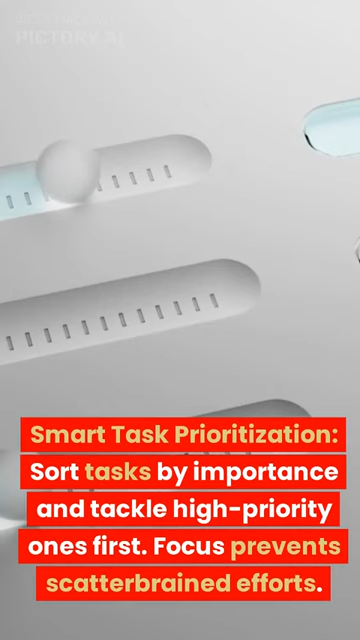 PICTORY.AI
Smart Task Prioritization:
Sort tasks by importance
and tackle high-priority
ones first. Focus prevents
scatterbrained efforts.